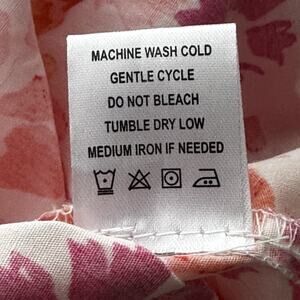 MACHINE WASH COLD
GENTLE CYCLE
DO NOT BLEACH
TUMBLE DRY LOW
MEDIUM IRON IF NEEDED